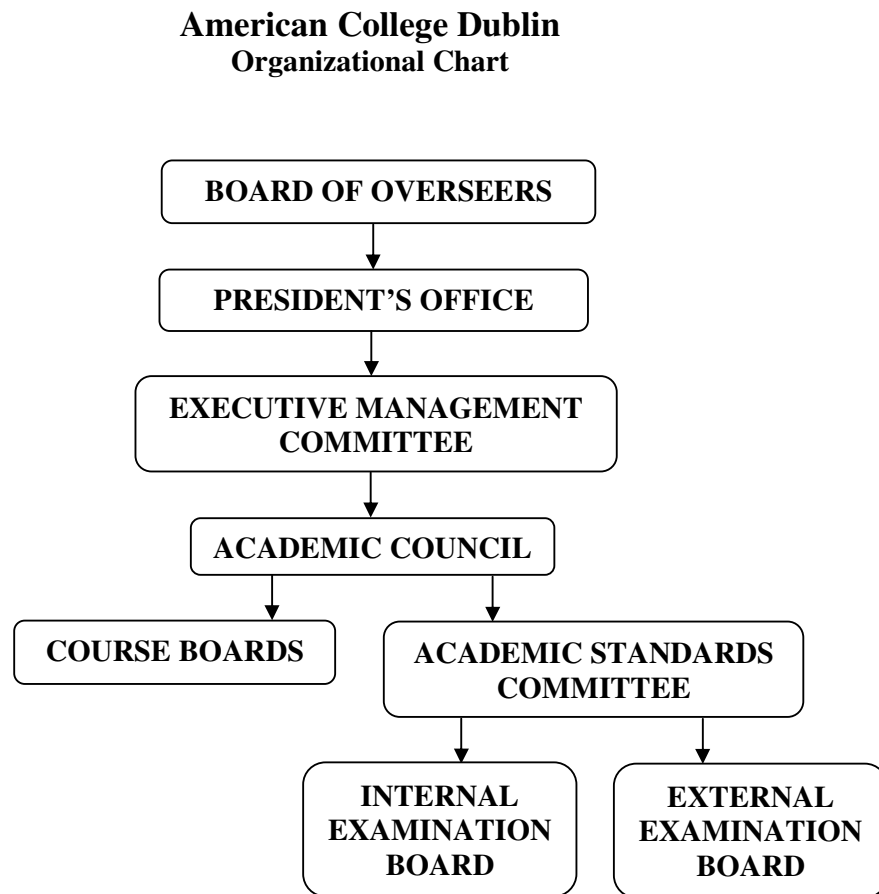 American College Dublin
Organizational Chart
BOARD OF OVERSEERS
PRESIDENT’S OFFICE
EXECUTIVE MANAGEMENT
COMMITTEE
ACADEMIC COUNCIL
COURSE BOARDS
ACADEMIC STANDARDS
COMMITTEE
INTERNAL
EXAMINATION
BOARD
EXTERNAL
EXAMINATION
BOARD